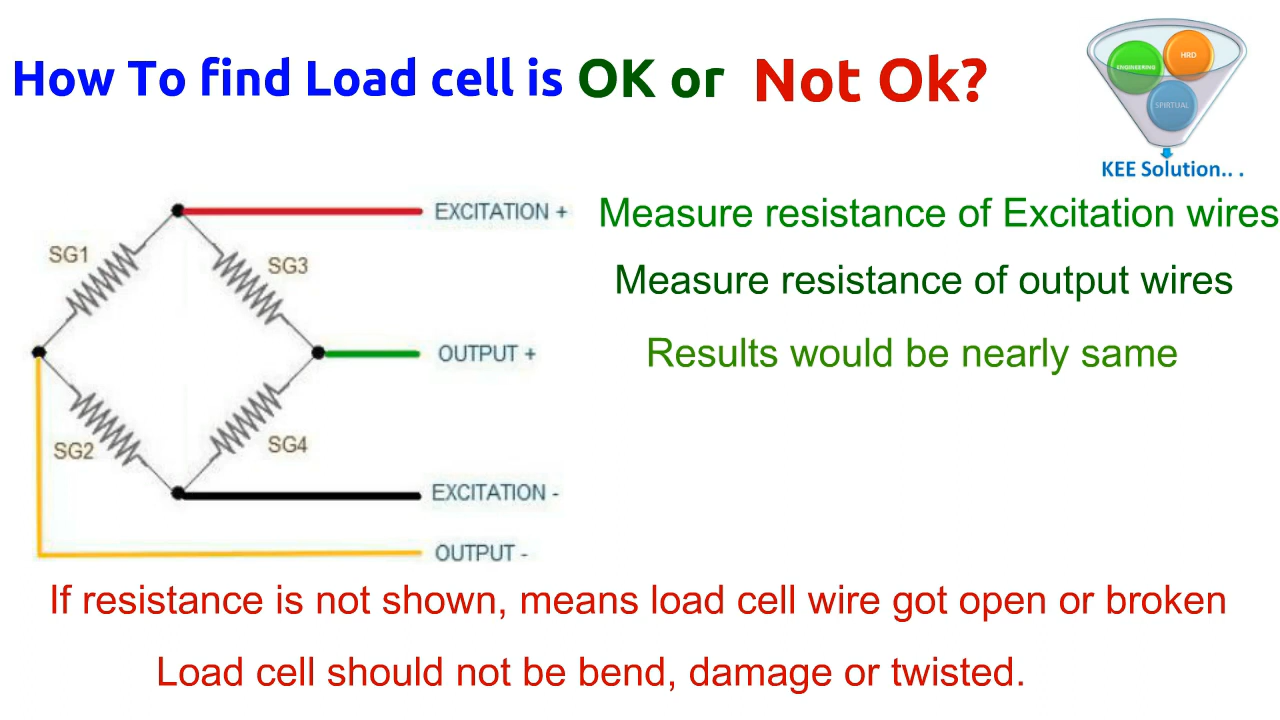 How To find Load cell is OK or Not Ok?
ENGINEERING
HRD
SPIRTUAL
KEE Solution.. .
EXCITATION +
Measure resistance of Excitation wires
SG1
SG3
Measure resistance of output wires
OUTPUT +
Results would be nearly same
SG2
SG4
EXCITATION -
OUTPUT -
If resistance is not shown, means load cell wire got open or broken
Load cell should not be bend, damage or twisted.